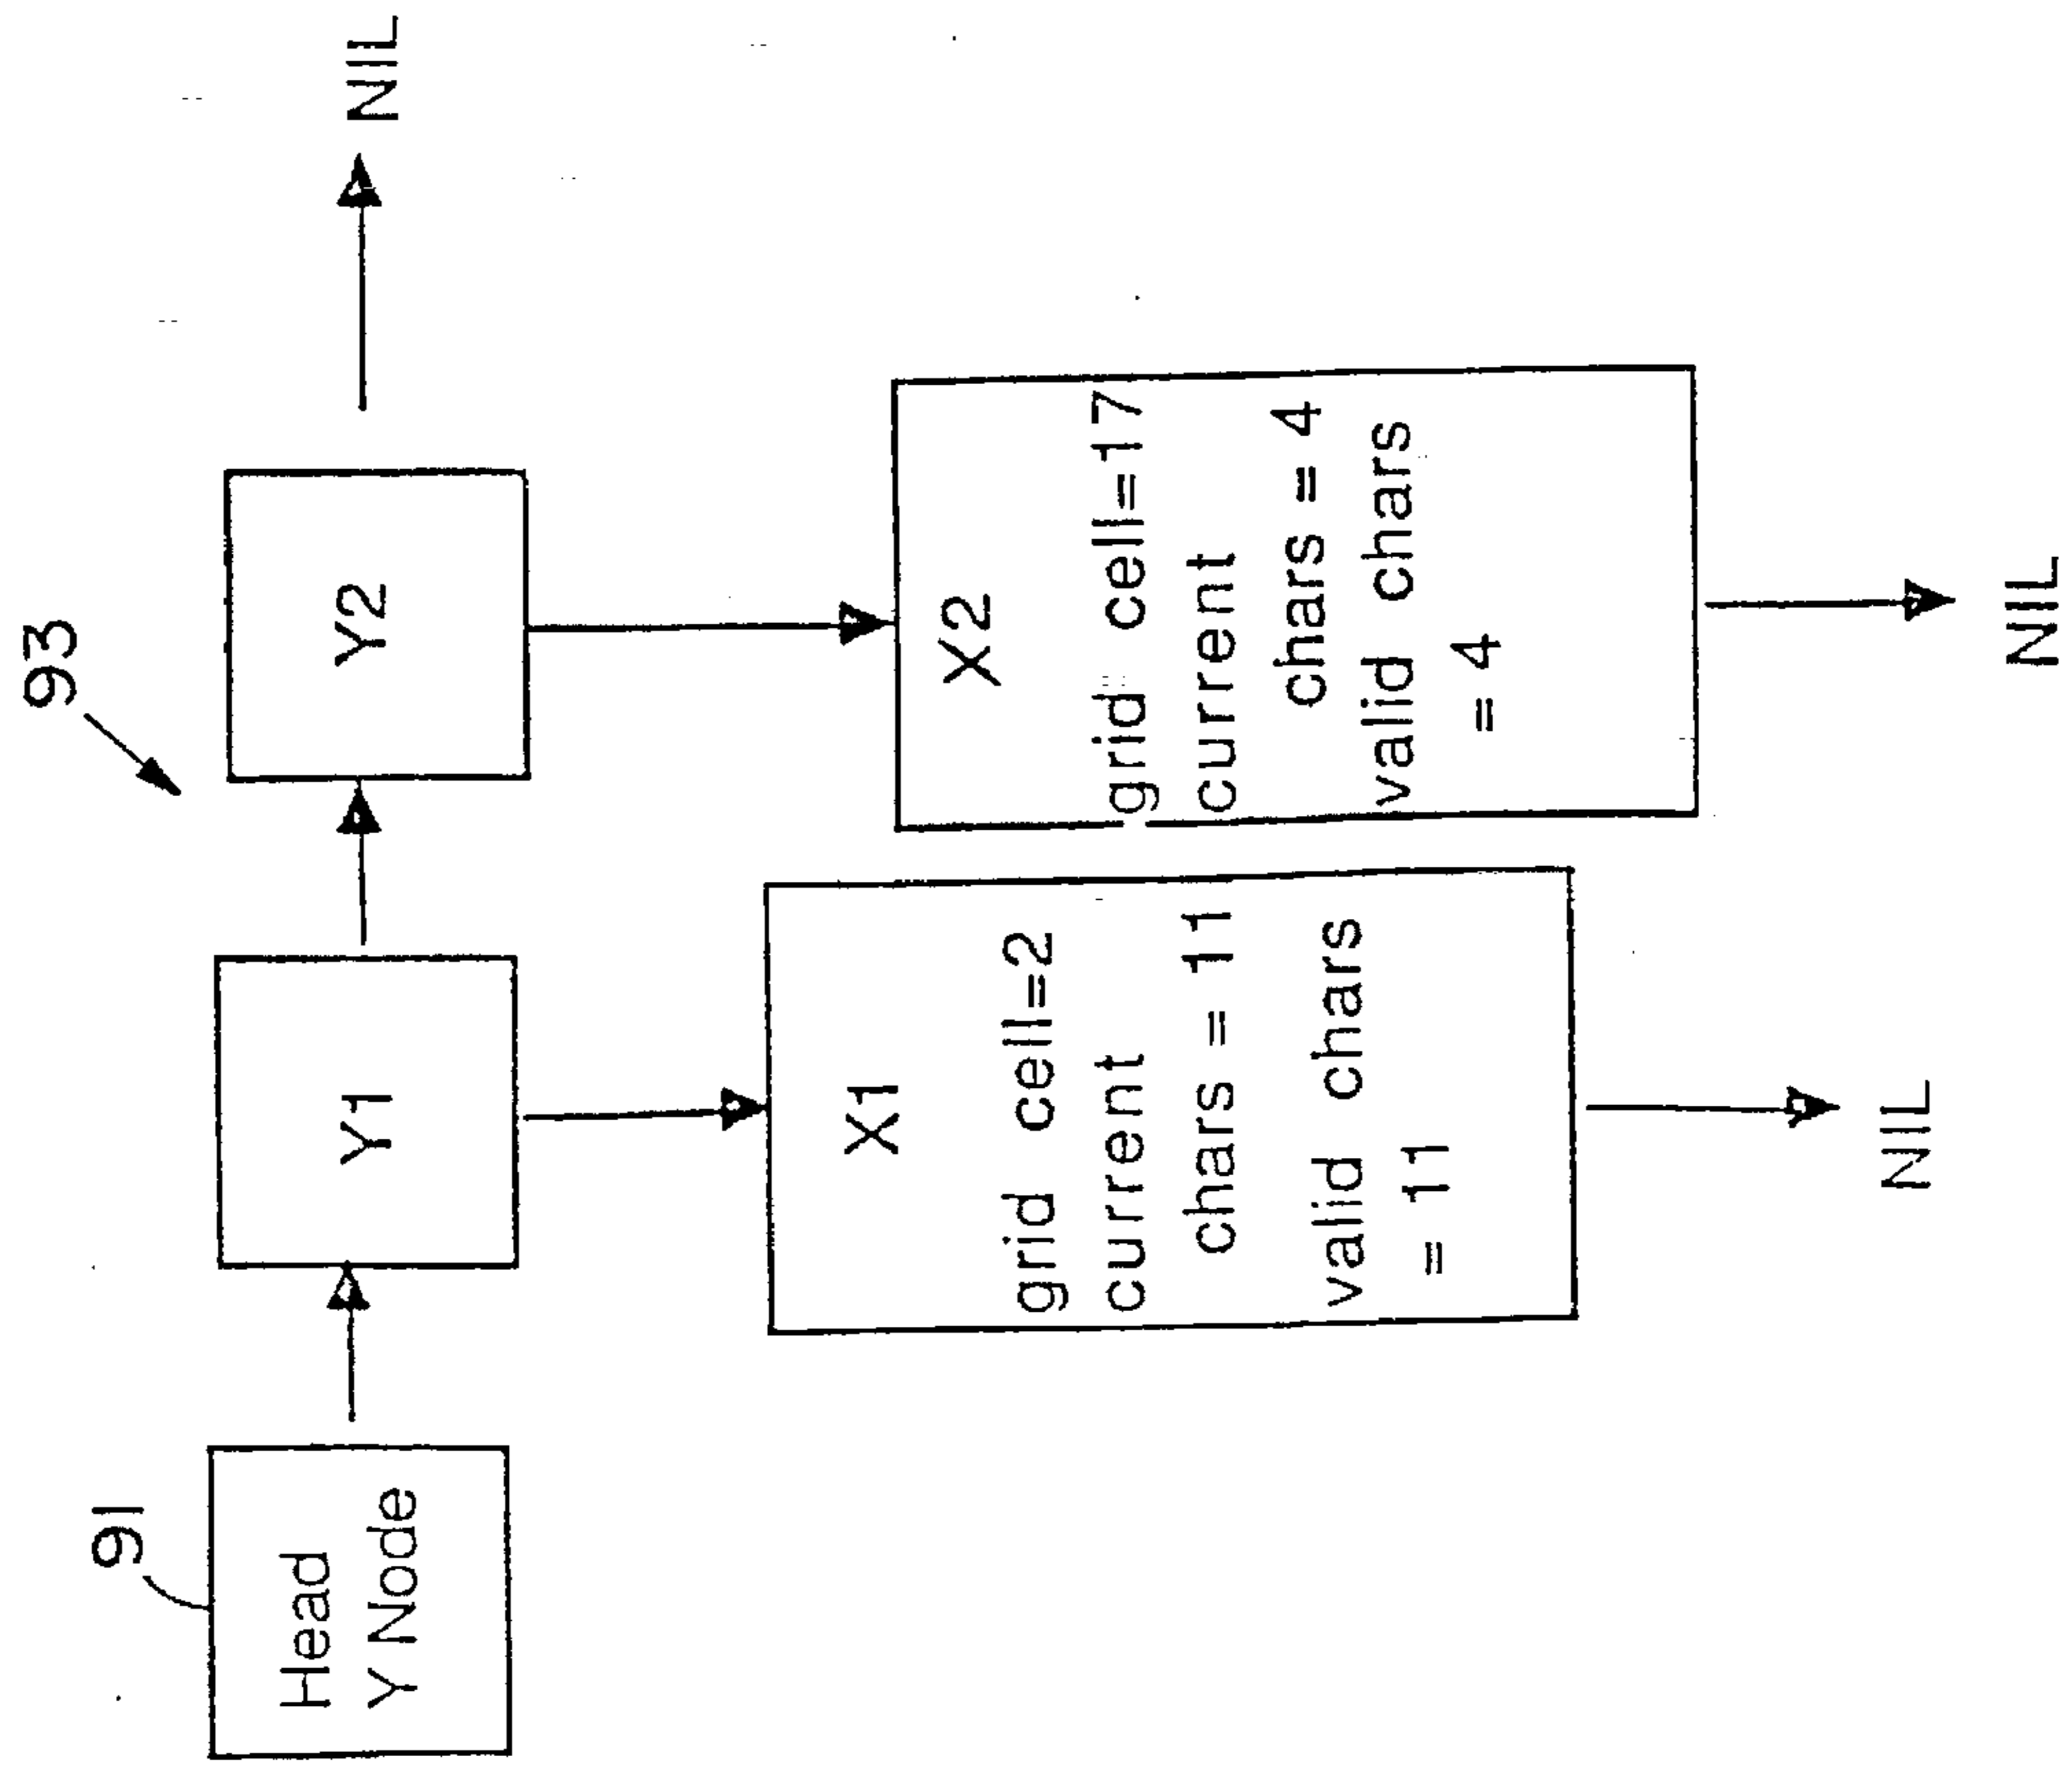 93
91
Head
Y Node
Y1
Y2
NIL
X1
grid cell=2
current
chars = 11
valid chars
= 11
NIL
X2
grid cell=17
current
chars = 4
valid chars
= 4
NIL